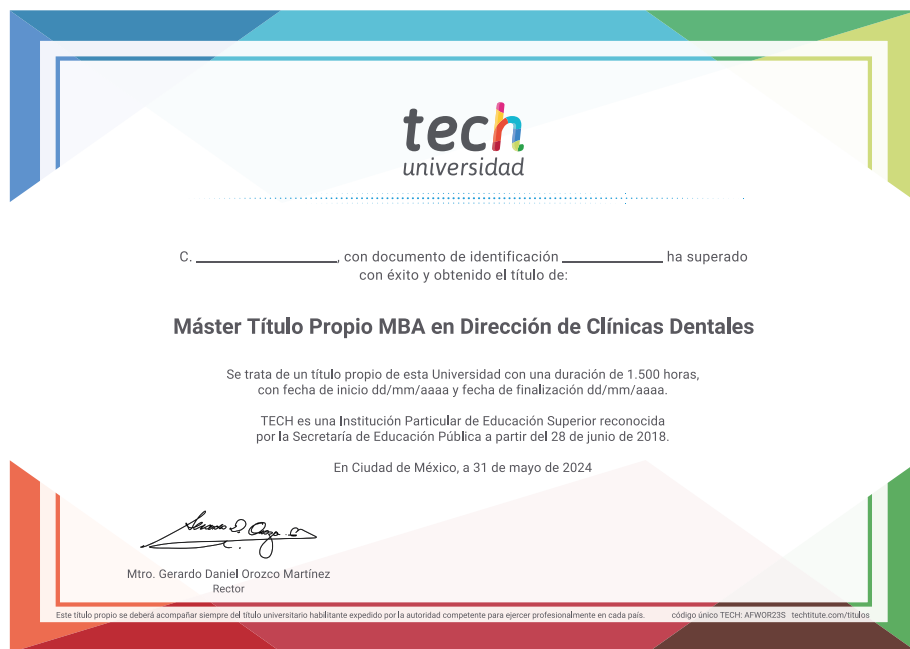 tech
universidad
C. __________________, con documento de identificación _____________ ha superado
con éxito y obtenido el título de:
Máster Título Propio MBA en Dirección de Clínicas Dentales
Se trata de un título propio de esta Universidad con una duración de 1.500 horas,
con fecha de inicio dd/mm/aaaa y fecha de finalización dd/mm/aaaa.
TECH es una Institución Particular de Educación Superior reconocida
por la Secretaría de Educación Pública a partir del 28 de junio de 2018.
En Ciudad de México, a 31 de mayo de 2024
Mtro. Gerardo Daniel Orozco Martínez
Rector
Este título propio se deberá acompañar siempre del título universitario habilitante expedido por la autoridad competente para ejercer profesionalmente en cada país. código único TECH: AFWOR23S techtitute.com/titulos